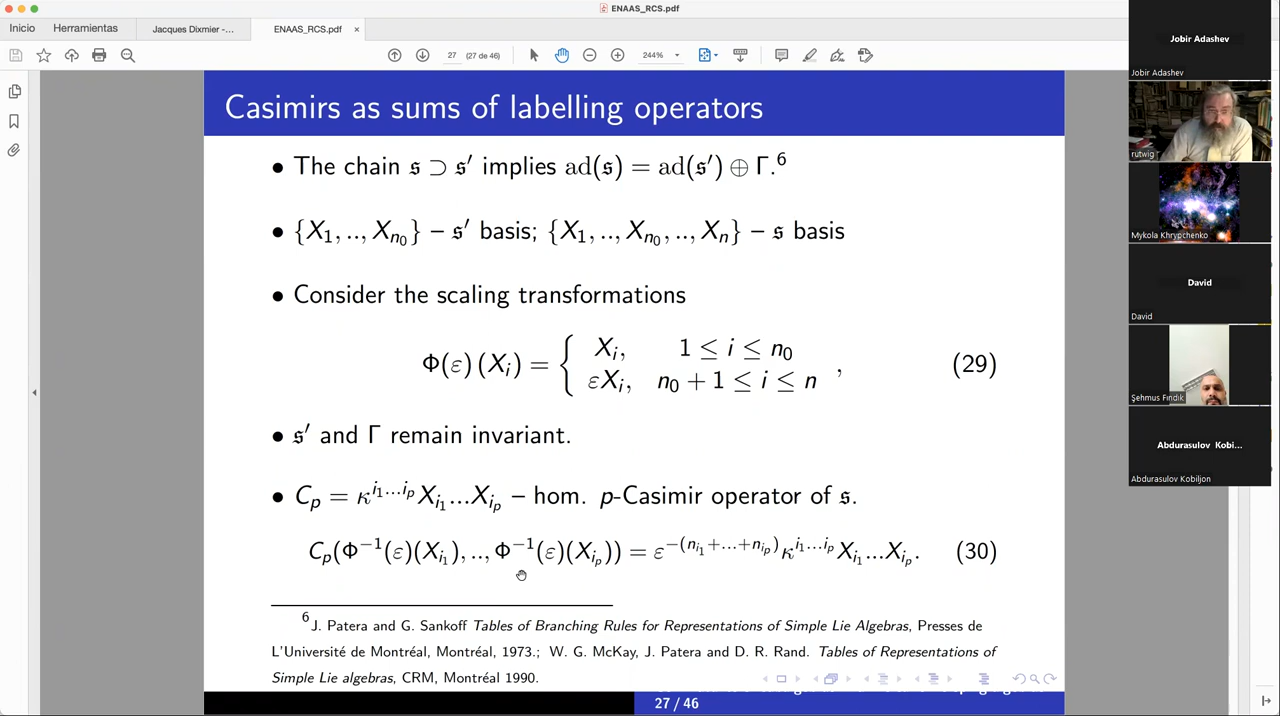 ENAAS_RCS.pdf
Inicio Herramientas Jacques Dixmier -... ENAAS_RCS.pdf ×
27 (27 de 46) 244%
Casimirs as sums of labelling operators
• The chain 𝔰 ⊃ 𝔰′ implies ad(𝔰) = ad(𝔰′) ⊕ Γ.⁶
• {X₁, .., Xₙ₀} – 𝔰′ basis; {X₁, .., Xₙ₀, .., Xₙ} – 𝔰 basis
• Consider the scaling transformations
Φ(ε)(Xᵢ) = { Xᵢ, 1 ≤ i ≤ n₀
εXᵢ, n₀ + 1 ≤ i ≤ n , (29)
• 𝔰′ and Γ remain invariant.
• C_p = κ^{i₁...i_p} X_{i₁}...X_{i_p} – hom. p-Casimir operator of 𝔰.
C_p(Φ⁻¹(ε)(X_{i₁}), .., Φ⁻¹(ε)(X_{i_p})) = ε^{−(n_{i₁}+...+n_{i_p})} κ^{i₁...i_p} X_{i₁}...X_{i_p}. (30)
⁶J. Patera and G. Sankoff Tables of Branching Rules for Representations of Simple Lie Algebras, Presses de
L'Université de Montréal, Montréal, 1973.; W. G. McKay, J. Patera and D. R. Rand. Tables of Representations of
Simple Lie algebras, CRM, Montréal 1990.
27 / 46
Jobir Adashev
Jobir Adashev
rutwig
Mykola Khrypchenko
David
David
Şehmus Fındık
Abdurasulov Kobi...
Abdurasulov Kobiljon